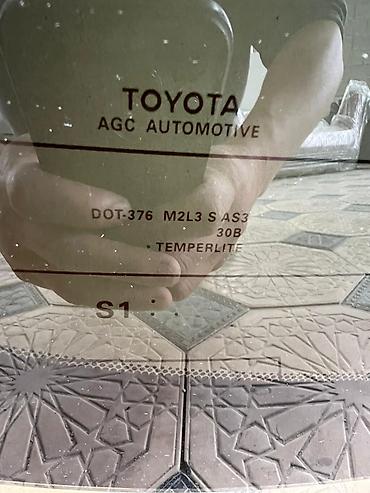 TOYOTA
AGC AUTOMOTIVE
DOT-376 M2L3 S AS3
30B
TEMPERLITE
S1